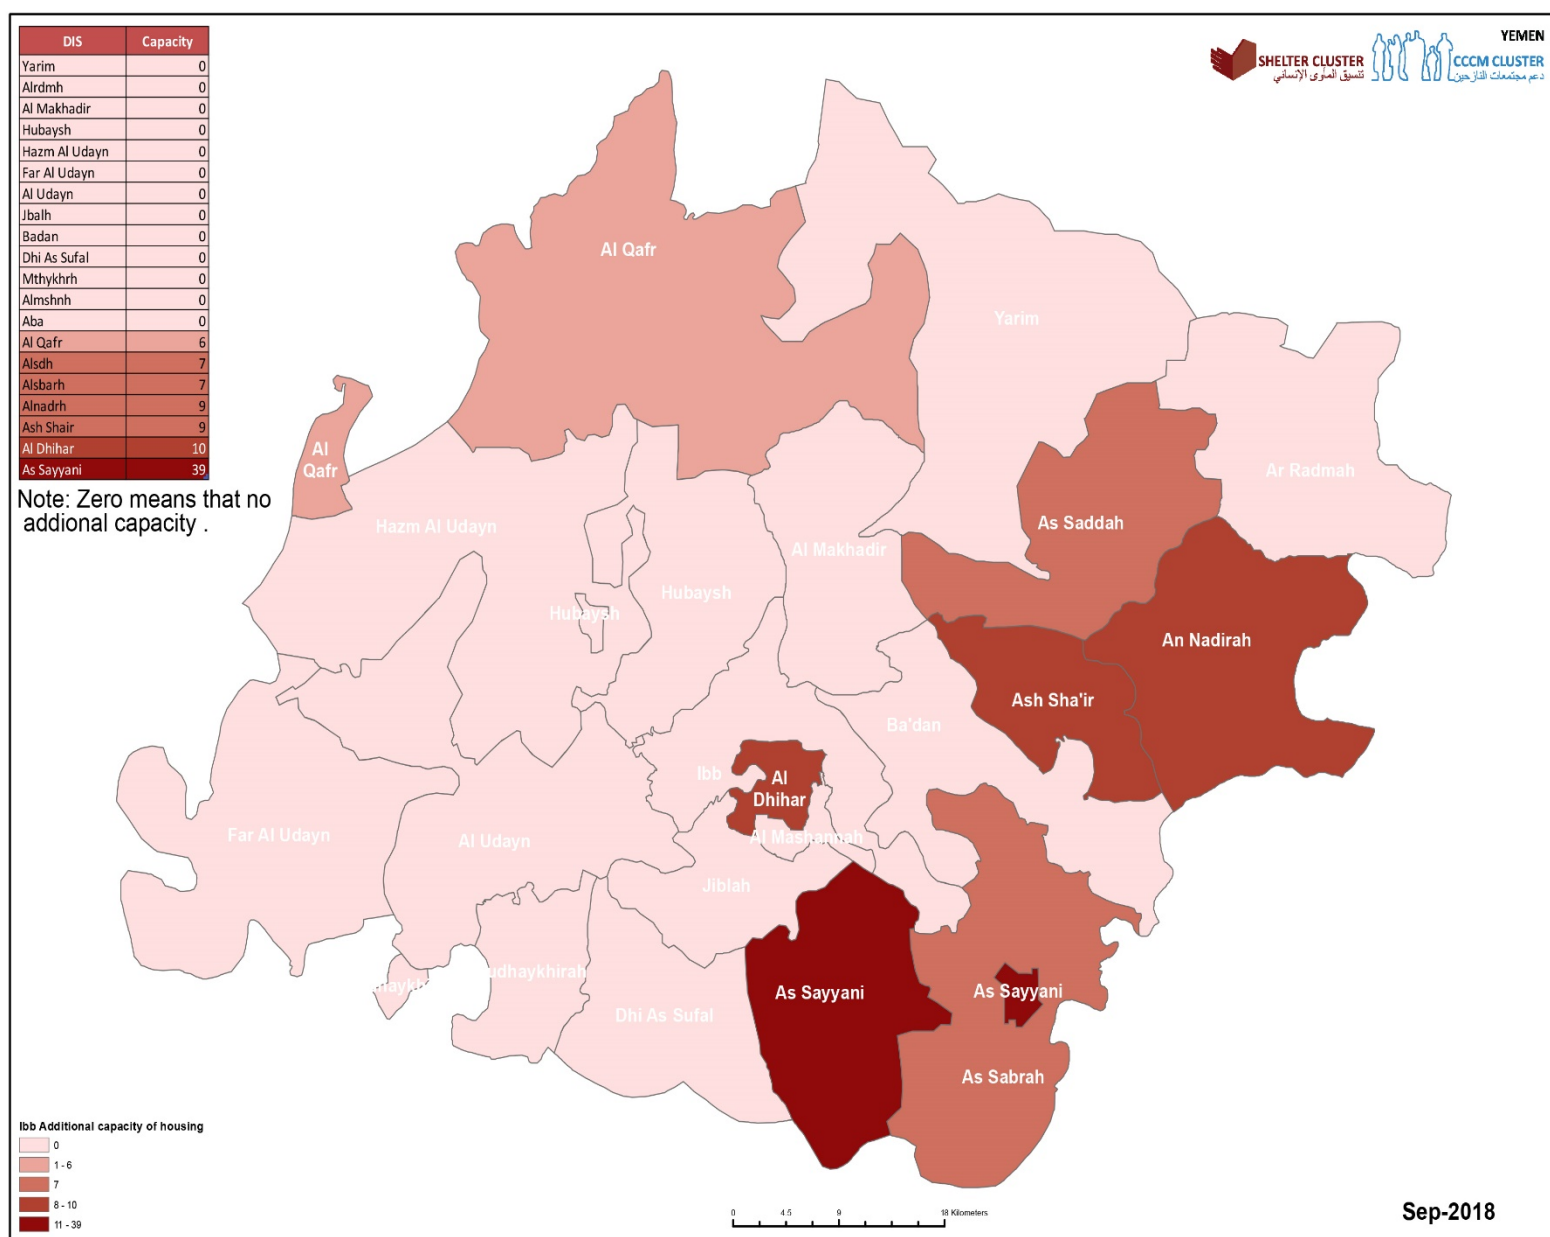 DIS Capacity
Yarim 0
Alrdmh 0
Al Makhadir 0
Hubaysh 0
Hazm Al Udayn 0
Far Al Udayn 0
Al Udayn 0
Jbalh 0
Badan 0
Dhi As Sufal 0
Mthykhrh 0
Almshnh 0
Aba 0
Al Qafr 6
Alsdh 7
Alsbarh 7
Alnadrh 9
Ash Shair 9
Al Dhihar 10
As Sayyani 39
Note: Zero means that no
addional capacity .
YEMEN
SHELTER CLUSTER
تنسيق المأوى الإنساني
CCCM CLUSTER
دعم مجتمعات النازحين
Al Qafr
Yarim
Al
Qafr
Ar Radmah
As Saddah
Hazm Al Udayn
Al Makhadir
Hubaysh
Hubaysh
An Nadirah
Ash Sha'ir
Ba'dan
Ibb
Al
Dhihar
Far Al Udayn
Al Udayn
Al Mashannah
Jiblah
udhaykhirah
As Sayyani
As Sayyani
Dhi As Sufal
As Sabrah
Ibb Additional capacity of housing
0
1 - 6
7
8 - 10
11 - 39
0 4.5 9 18 Kilometers
Sep-2018